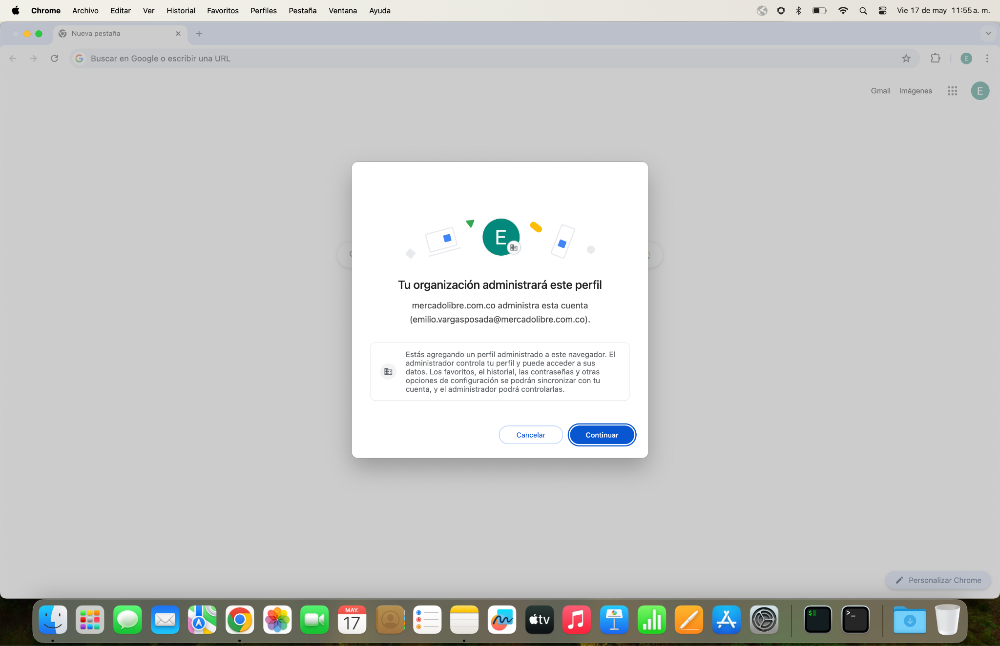 Chrome Archivo Editar Ver Historial Favoritos Perfiles Pestaña Ventana Ayuda Vie 17 de may 11:55 a. m.
Nueva pestaña
Buscar en Google o escribir una URL
E
Gmail Imágenes E
E
Tu organización administrará este perfil
mercadolibre.com.co administra esta cuenta
(emilio.vargasposada@mercadolibre.com.co).
Estás agregando un perfil administrado a este navegador. El
administrador controla tu perfil y puede acceder a sus
datos. Los favoritos, el historial, las contraseñas y otras
opciones de configuración se podrán sincronizar con tu
cuenta, y el administrador podrá controlarlas.
Cancelar Continuar
Personalizar Chrome
MAY.
17
tv
$
>_